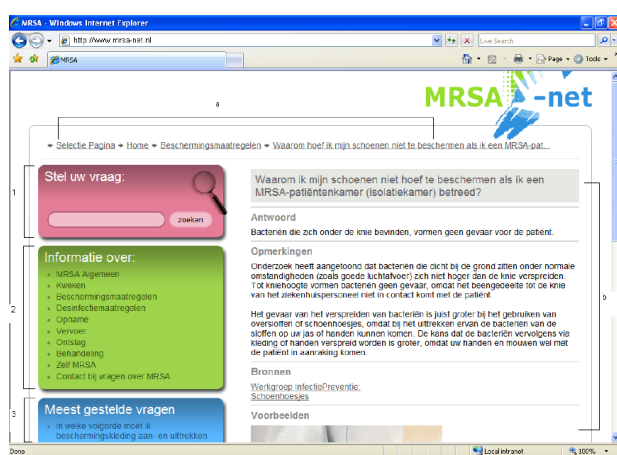 MRSA - Windows Internet Explorer
http://www.mrsa-net.nl
Live Search
MRSA
Page
Tools
MRSA-net
a
Selectie Pagina Home Beschermingsmaatregelen Waarom hoef ik mijn schoenen niet te beschermen als ik een MRSA-pat...
1
Stel uw vraag:
zoeken
2
Informatie over:
MRSA Algemeen
Kweken
Beschermingsmaatregelen
Desinfectiemaatregelen
Opname
Vervoer
Ontslag
Behandeling
Zelf MRSA
Contact bij vragen over MRSA
3
Meest gestelde vragen
In welke volgorde moet ik
beschermingskleding aan- en uittrekken
Waarom ik mijn schoenen niet hoef te beschermen als ik een
MRSA-patiëntenkamer (isolatiekamer) betreed?
Antwoord
Bacteriën die zich onder de knie bevinden, vormen geen gevaar voor de patiënt.
Opmerkingen
Onderzoek heeft aangetoond dat bacteriën die dicht bij de grond zitten onder normale
omstandigheden (zoals goede luchtafvoer) zich niet hoger dan de knie verspreiden.
Tot kniehoogte vormen bacteriën geen gevaar, omdat het beengedeelte tot de knie
van het ziekenhuispersoneel niet in contact komt met de patiënt.
Het gevaar van het verspreiden van bacteriën is juist groter bij het gebruiken van
oversloffen of schoenhoesjes, omdat bij het uittrekken ervan de bacteriën van de
sloffen op uw jas of handen kunnen komen. De kans dat de bacteriën vervolgens via
kleding of handen verspreid worden is groter, omdat uw handen en mouwen wel met
de patiënt in aanraking komen.
Bronnen
Werkgroep InfectiePreventie:
Schoenhoesjes
Voorbeelden
b
Done
Local intranet
100%